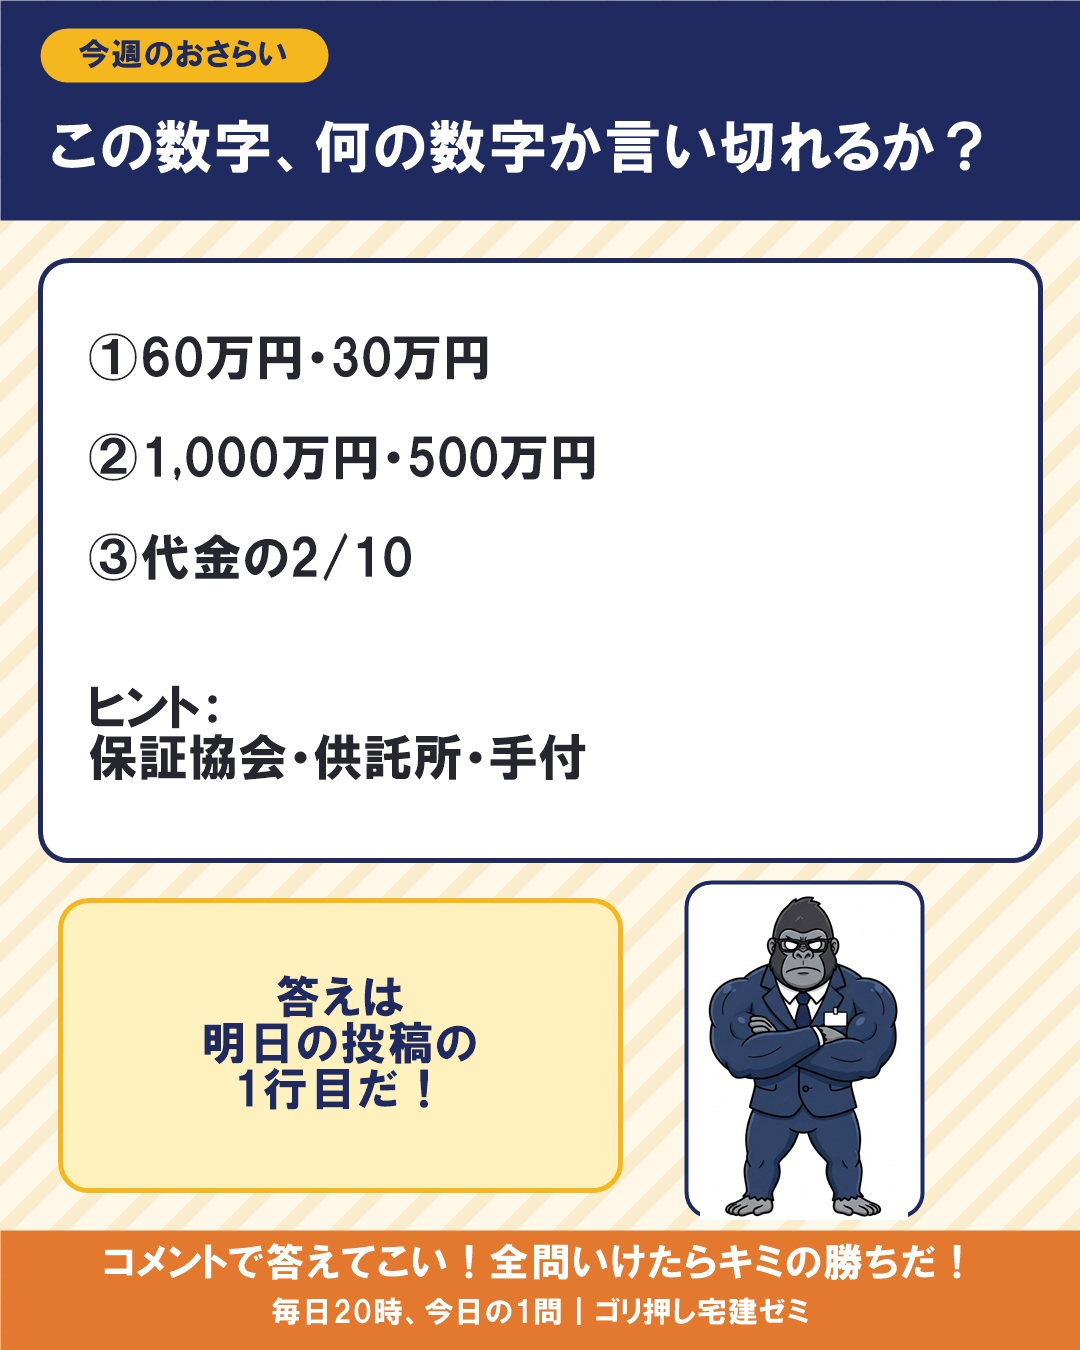 今週のおさらい
この数字、何の数字か言い切れるか？
①60万円・30万円
②1,000万円・500万円
③代金の2/10
ヒント：
保証協会・供託所・手付
答えは
明日の投稿の
1行目だ！
コメントで答えてこい！全問いけたらキミの勝ちだ！
毎日20時、今日の1問｜ゴリ押し宅建ゼミ